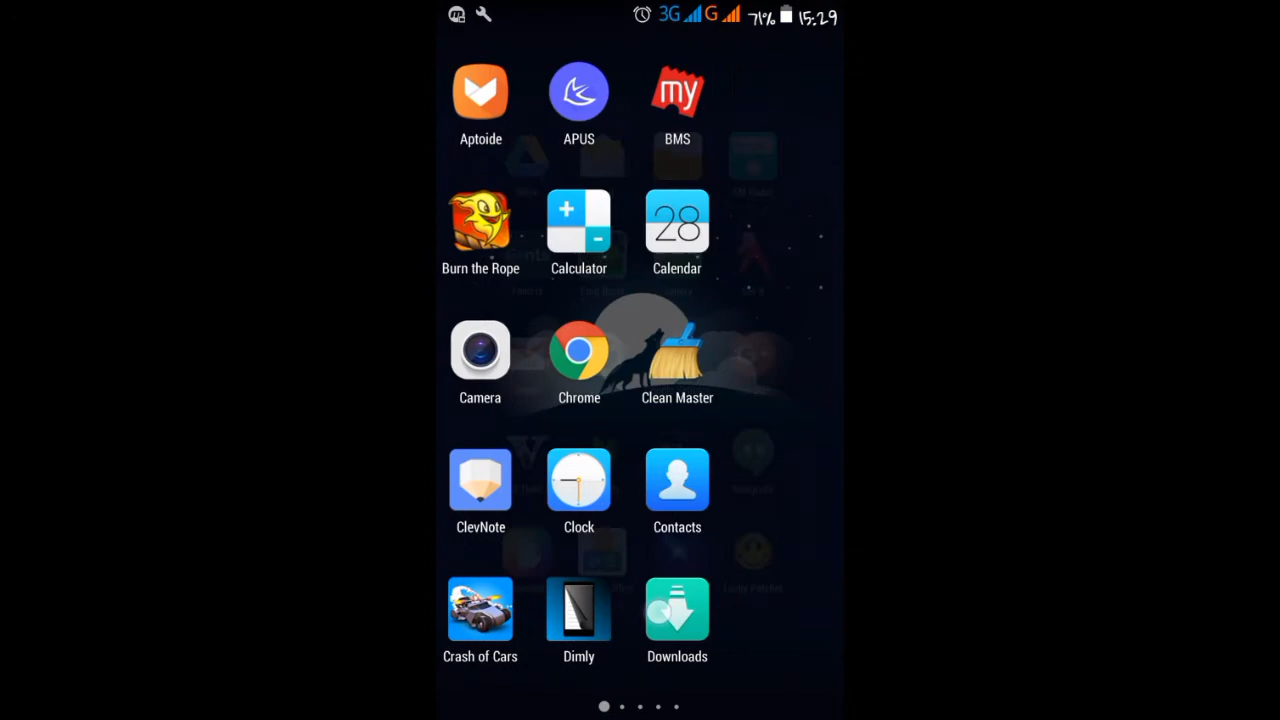 3G G 71% 15:29
Aptoide APUS BMS
Burn the Rope Calculator Calendar
Camera Chrome Clean Master
ClevNote Clock Contacts
Crash of Cars Dimly Downloads
my
28